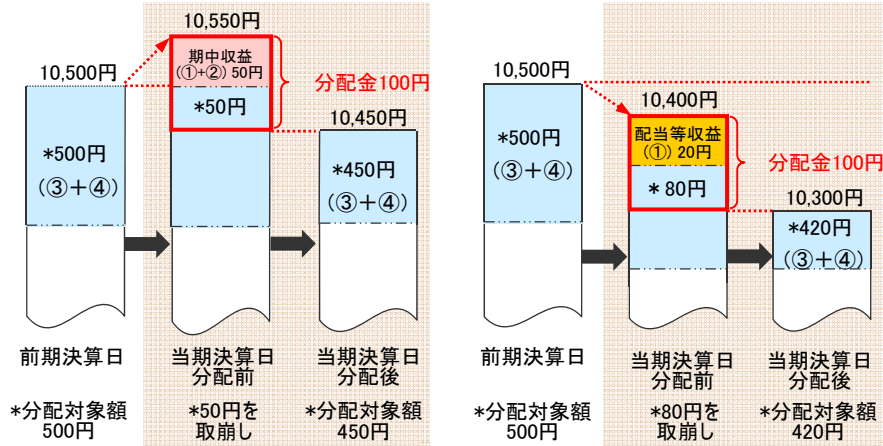 10,550円
10,500円
期中収益
(①+②) 50円
*50円
分配金100円
10,450円
*500円
(③+④)
*450円
(③+④)
前期決算日
当期決算日
分配前
当期決算日
分配後
*分配対象額
500円
*50円を
取崩し
*分配対象額
450円
10,500円
10,400円
*500円
(③+④)
配当等収益
(①) 20円
*80円
分配金100円
10,300円
*420円
(③+④)
前期決算日
当期決算日
分配前
当期決算日
分配後
*分配対象額
500円
*80円を
取崩し
*分配対象額
420円